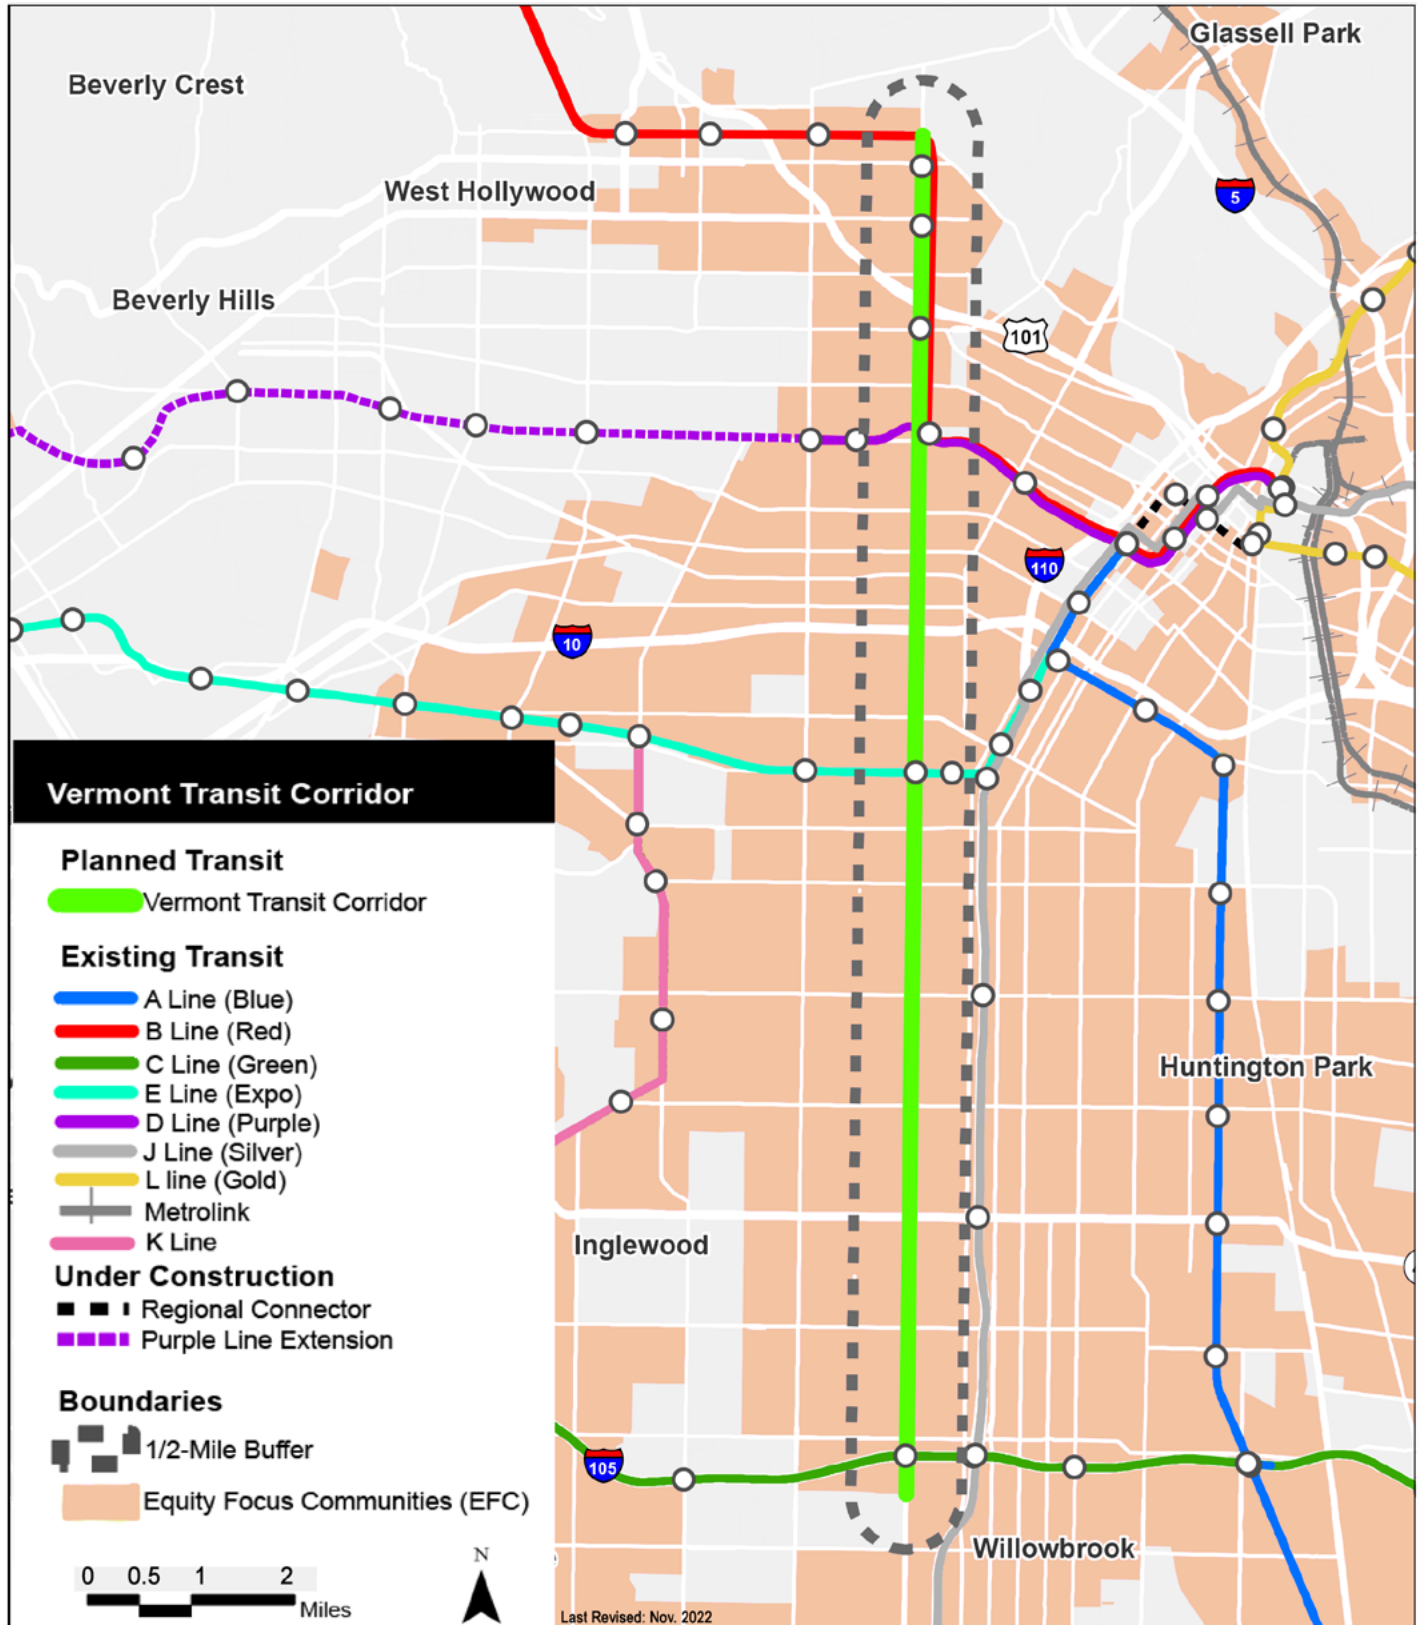 Glassell Park
Beverly Crest
West Hollywood
5
Beverly Hills
101
110
10
Vermont Transit Corridor
Planned Transit
Vermont Transit Corridor
Existing Transit
A Line (Blue)
B Line (Red)
C Line (Green)
E Line (Expo)
D Line (Purple)
J Line (Silver)
L line (Gold)
Metrolink
K Line
Under Construction
Regional Connector
Purple Line Extension
Boundaries
1/2-Mile Buffer
Equity Focus Communities (EFC)
0 0.5 1 2
Miles
N
Huntington Park
Inglewood
105
Willowbrook
Last Revised: Nov. 2022